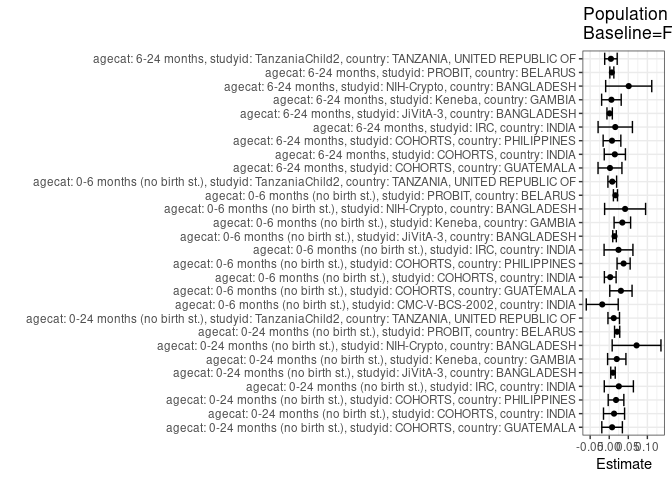 Population
Baseline=F
agecat: 6-24 months, studyid: TanzaniaChild2, country: TANZANIA, UNITED REPUBLIC OF
agecat: 6-24 months, studyid: PROBIT, country: BELARUS
agecat: 6-24 months, studyid: NIH-Crypto, country: BANGLADESH
agecat: 6-24 months, studyid: Keneba, country: GAMBIA
agecat: 6-24 months, studyid: JiVitA-3, country: BANGLADESH
agecat: 6-24 months, studyid: IRC, country: INDIA
agecat: 6-24 months, studyid: COHORTS, country: PHILIPPINES
agecat: 6-24 months, studyid: COHORTS, country: INDIA
agecat: 6-24 months, studyid: COHORTS, country: GUATEMALA
agecat: 0-6 months (no birth st.), studyid: TanzaniaChild2, country: TANZANIA, UNITED REPUBLIC OF
agecat: 0-6 months (no birth st.), studyid: PROBIT, country: BELARUS
agecat: 0-6 months (no birth st.), studyid: NIH-Crypto, country: BANGLADESH
agecat: 0-6 months (no birth st.), studyid: Keneba, country: GAMBIA
agecat: 0-6 months (no birth st.), studyid: JiVitA-3, country: BANGLADESH
agecat: 0-6 months (no birth st.), studyid: IRC, country: INDIA
agecat: 0-6 months (no birth st.), studyid: COHORTS, country: PHILIPPINES
agecat: 0-6 months (no birth st.), studyid: COHORTS, country: INDIA
agecat: 0-6 months (no birth st.), studyid: COHORTS, country: GUATEMALA
agecat: 0-6 months (no birth st.), studyid: CMC-V-BCS-2002, country: INDIA
agecat: 0-24 months (no birth st.), studyid: TanzaniaChild2, country: TANZANIA, UNITED REPUBLIC OF
agecat: 0-24 months (no birth st.), studyid: PROBIT, country: BELARUS
agecat: 0-24 months (no birth st.), studyid: NIH-Crypto, country: BANGLADESH
agecat: 0-24 months (no birth st.), studyid: Keneba, country: GAMBIA
agecat: 0-24 months (no birth st.), studyid: JiVitA-3, country: BANGLADESH
agecat: 0-24 months (no birth st.), studyid: IRC, country: INDIA
agecat: 0-24 months (no birth st.), studyid: COHORTS, country: PHILIPPINES
agecat: 0-24 months (no birth st.), studyid: COHORTS, country: INDIA
agecat: 0-24 months (no birth st.), studyid: COHORTS, country: GUATEMALA
-0.05 0.00 0.05 0.10
Estimate